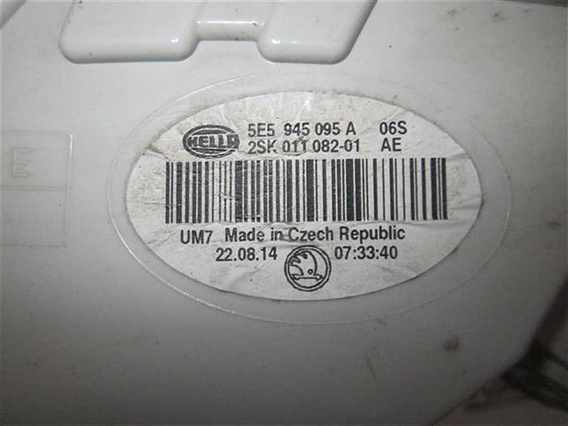 HELLA 5E5 945 095 A 06S
2SK 011 082-01 AE
UM7 Made in Czech Republic
22.08.14 07:33:40